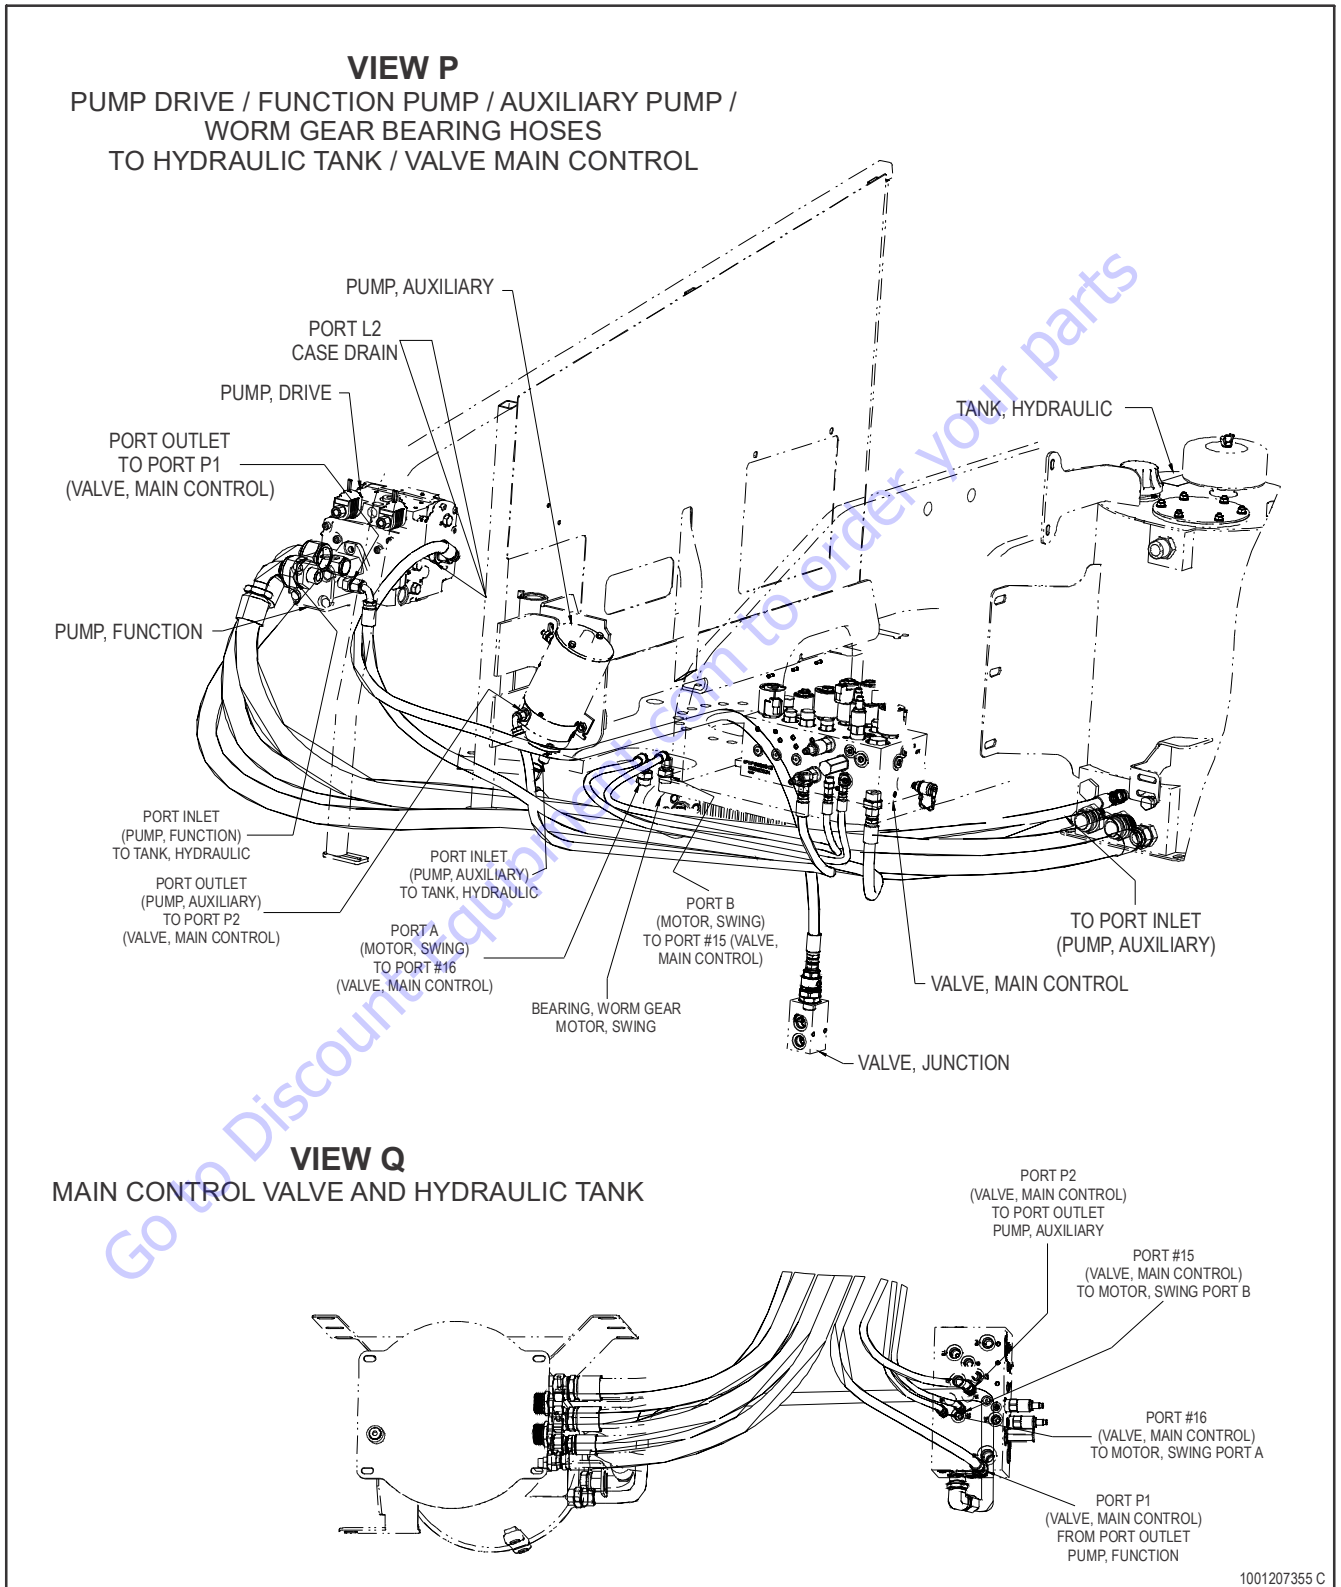 VIEW P
PUMP DRIVE / FUNCTION PUMP / AUXILIARY PUMP /
WORM GEAR BEARING HOSES
TO HYDRAULIC TANK / VALVE MAIN CONTROL
PUMP, AUXILIARY
PORT L2
CASE DRAIN
PUMP, DRIVE
PORT OUTLET
TO PORT P1
(VALVE, MAIN CONTROL)
TANK, HYDRAULIC
PUMP, FUNCTION
PORT INLET
(PUMP, FUNCTION)
TO TANK, HYDRAULIC
PORT OUTLET
(PUMP, AUXILIARY)
TO PORT P2
(VALVE, MAIN CONTROL)
PORT INLET
(PUMP, AUXILIARY)
TO TANK, HYDRAULIC
PORT A
(MOTOR, SWING)
TO PORT #16
(VALVE, MAIN CONTROL)
PORT B
(MOTOR, SWING)
TO PORT #15 (VALVE,
MAIN CONTROL)
BEARING, WORM GEAR
MOTOR, SWING
TO PORT INLET
(PUMP, AUXILIARY)
VALVE, MAIN CONTROL
VALVE, JUNCTION
Go to Discount-Equipment.com to order your parts
VIEW Q
MAIN CONTROL VALVE AND HYDRAULIC TANK
PORT P2
(VALVE, MAIN CONTROL)
TO PORT OUTLET
PUMP, AUXILIARY
PORT #15
(VALVE, MAIN CONTROL)
TO MOTOR, SWING PORT B
PORT #16
(VALVE, MAIN CONTROL)
TO MOTOR, SWING PORT A
PORT P1
(VALVE, MAIN CONTROL)
FROM PORT OUTLET
PUMP, FUNCTION
1001207355 C